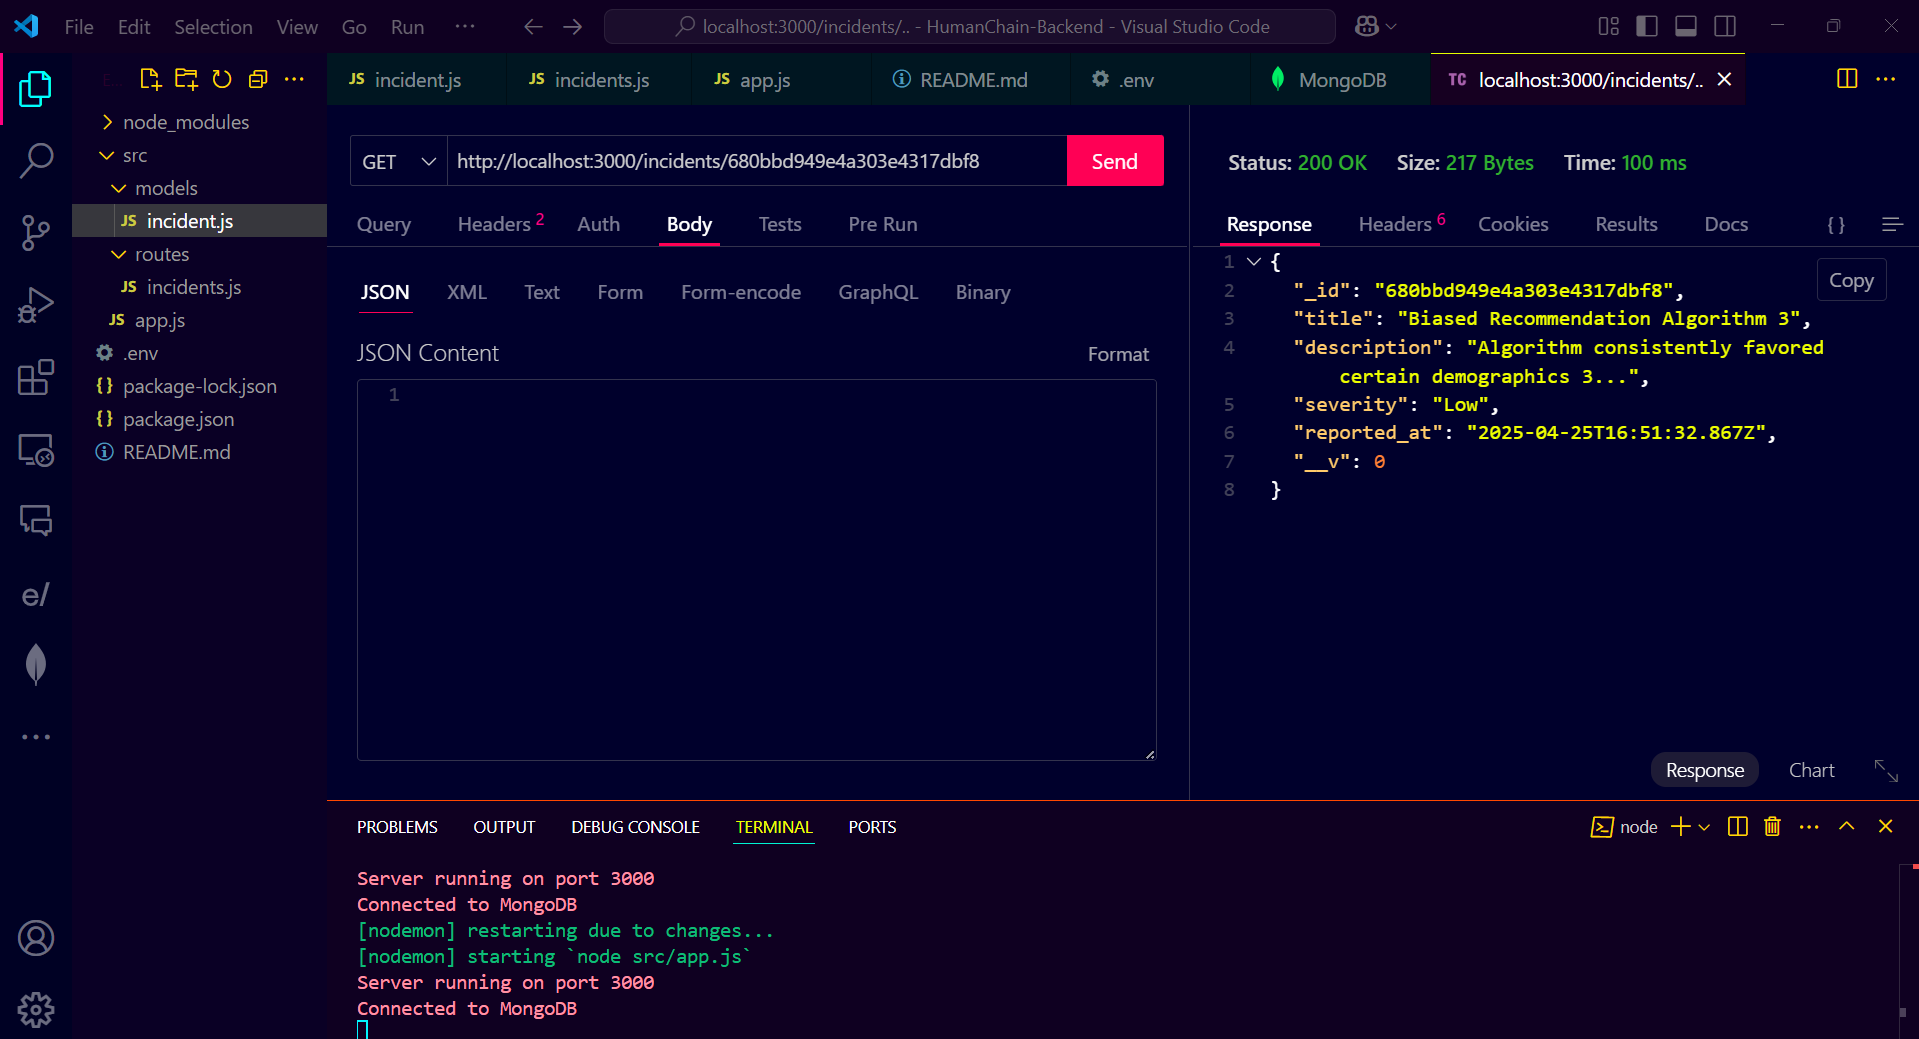 File Edit Selection View Go Run ··· localhost:3000/incidents/.. - HumanChain-Backend - Visual Studio Code
JS incident.js JS incidents.js JS app.js README.md .env MongoDB TC localhost:3000/incidents/..
node_modules
src
models
JS incident.js
routes
JS incidents.js
JS app.js
.env
{} package-lock.json
{} package.json
README.md
e/
GET http://localhost:3000/incidents/680bbd949e4a303e4317dbf8 Send
Query Headers 2 Auth Body Tests Pre Run
JSON XML Text Form Form-encode GraphQL Binary
JSON Content Format
1
Status: 200 OK Size: 217 Bytes Time: 100 ms
Response Headers 6 Cookies Results Docs {}
Copy
1 {
2 "_id": "680bbd949e4a303e4317dbf8",
3 "title": "Biased Recommendation Algorithm 3",
4 "description": "Algorithm consistently favored
certain demographics 3...",
5 "severity": "Low",
6 "reported_at": "2025-04-25T16:51:32.867Z",
7 "__v": 0
8 }
Response Chart
PROBLEMS OUTPUT DEBUG CONSOLE TERMINAL PORTS node
Server running on port 3000
Connected to MongoDB
[nodemon] restarting due to changes...
[nodemon] starting `node src/app.js`
Server running on port 3000
Connected to MongoDB